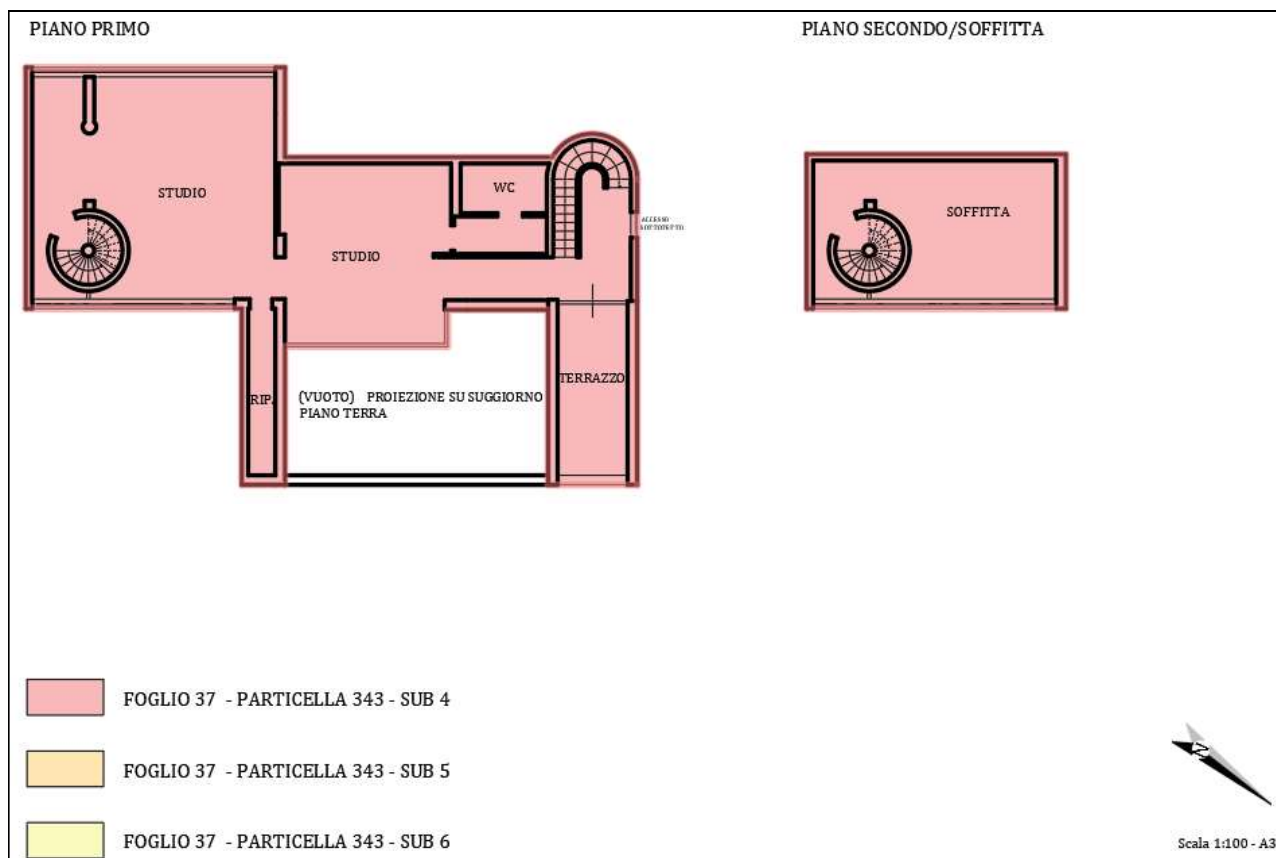 PIANO PRIMO
PIANO SECONDO/SOFFITTA
STUDIO
WC
ACCESSO
SOTTOTETTO
SOFFITTA
STUDIO
TERRAZZO
RIP.
(VUOTO) PROIEZIONE SU SUGGIORNO
PIANO TERRA
FOGLIO 37 - PARTICELLA 343 - SUB 4
FOGLIO 37 - PARTICELLA 343 - SUB 5
FOGLIO 37 - PARTICELLA 343 - SUB 6
N
Scala 1:100 - A3